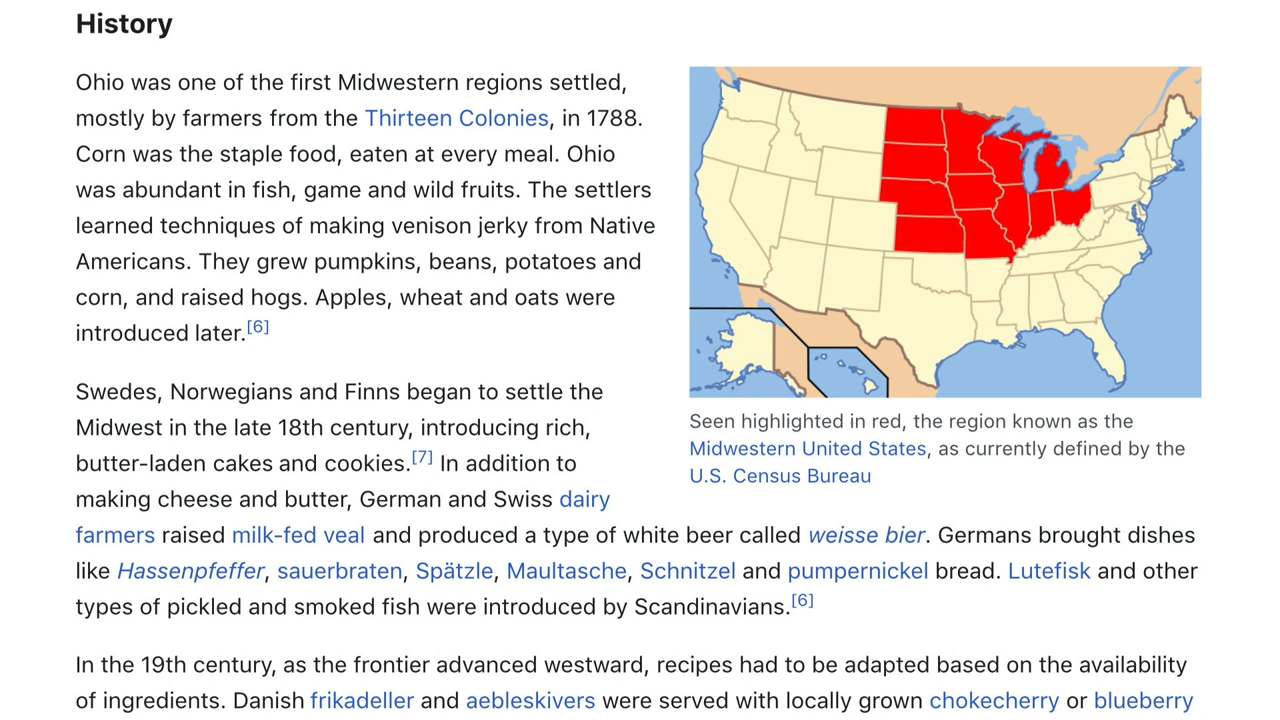 History
Ohio was one of the first Midwestern regions settled,
mostly by farmers from the Thirteen Colonies, in 1788.
Corn was the staple food, eaten at every meal. Ohio
was abundant in fish, game and wild fruits. The settlers
learned techniques of making venison jerky from Native
Americans. They grew pumpkins, beans, potatoes and
corn, and raised hogs. Apples, wheat and oats were
introduced later.[6]
Seen highlighted in red, the region known as the
Midwestern United States, as currently defined by the
U.S. Census Bureau
Swedes, Norwegians and Finns began to settle the
Midwest in the late 18th century, introducing rich,
butter-laden cakes and cookies.[7] In addition to
making cheese and butter, German and Swiss dairy
farmers raised milk-fed veal and produced a type of white beer called weisse bier. Germans brought dishes
like Hassenpfeffer, sauerbraten, Spätzle, Maultasche, Schnitzel and pumpernickel bread. Lutefisk and other
types of pickled and smoked fish were introduced by Scandinavians.[6]
In the 19th century, as the frontier advanced westward, recipes had to be adapted based on the availability
of ingredients. Danish frikadeller and aebleskivers were served with locally grown chokecherry or blueberry